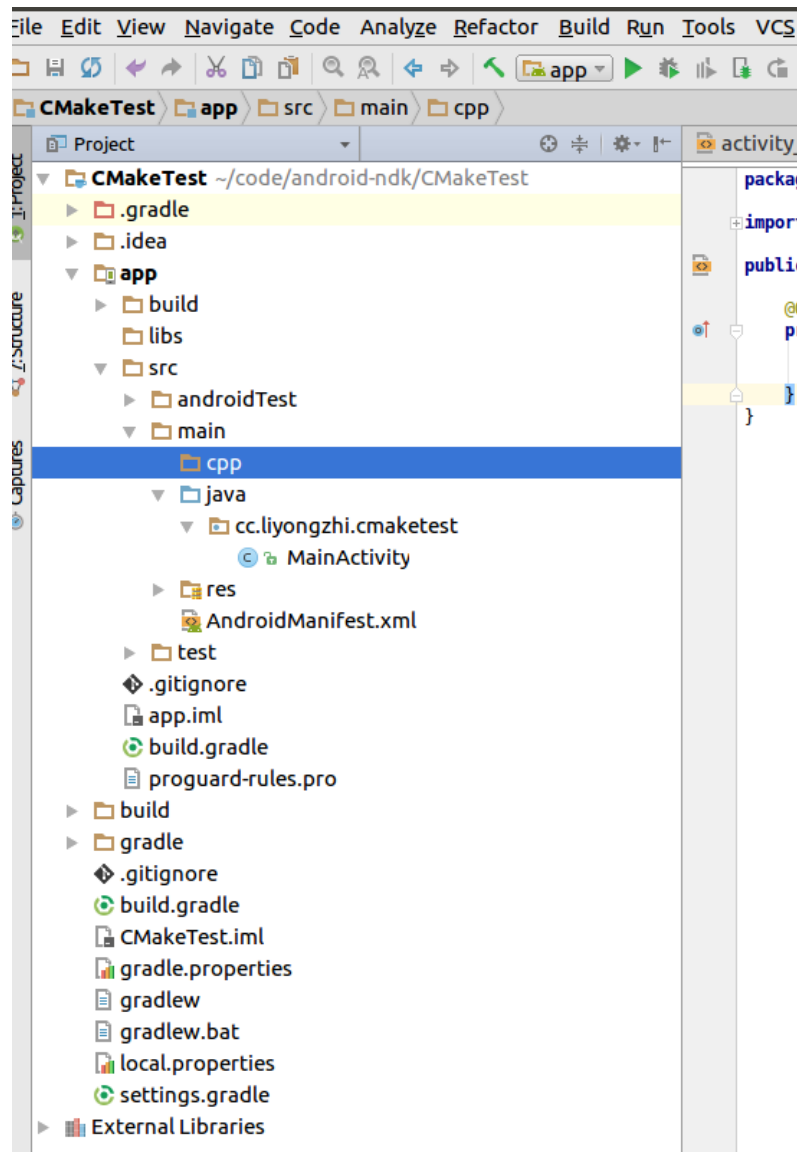 File Edit View Navigate Code Analyze Refactor Build Run Tools VCS
app
CMakeTest app src main cpp
Project
activity_
1: Project
7: Structure
Captures
CMakeTest ~/code/android-ndk/CMakeTest
.gradle
.idea
app
build
libs
src
androidTest
main
cpp
java
cc.liyongzhi.cmaketest
MainActivity
res
AndroidManifest.xml
test
.gitignore
app.iml
build.gradle
proguard-rules.pro
build
gradle
.gitignore
build.gradle
CMakeTest.iml
gradle.properties
gradlew
gradlew.bat
local.properties
settings.gradle
External Libraries
packa
impor
publi
}
}